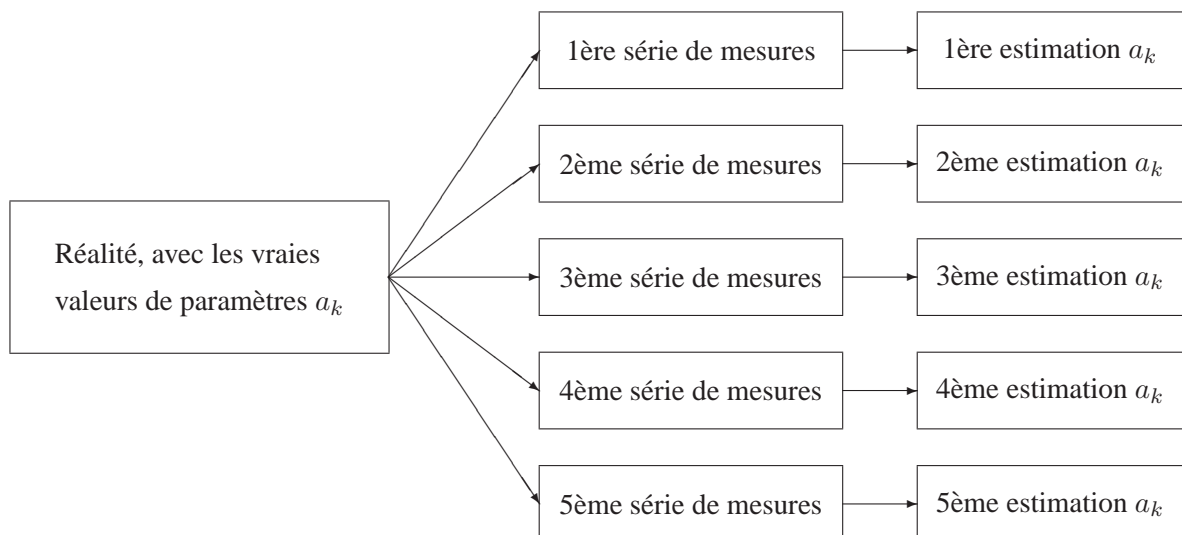 1ère série de mesures
1ère estimation a_k
2ème série de mesures
2ème estimation a_k
Réalité, avec les vraies
valeurs de paramètres a_k
3ème série de mesures
3ème estimation a_k
4ème série de mesures
4ème estimation a_k
5ème série de mesures
5ème estimation a_k